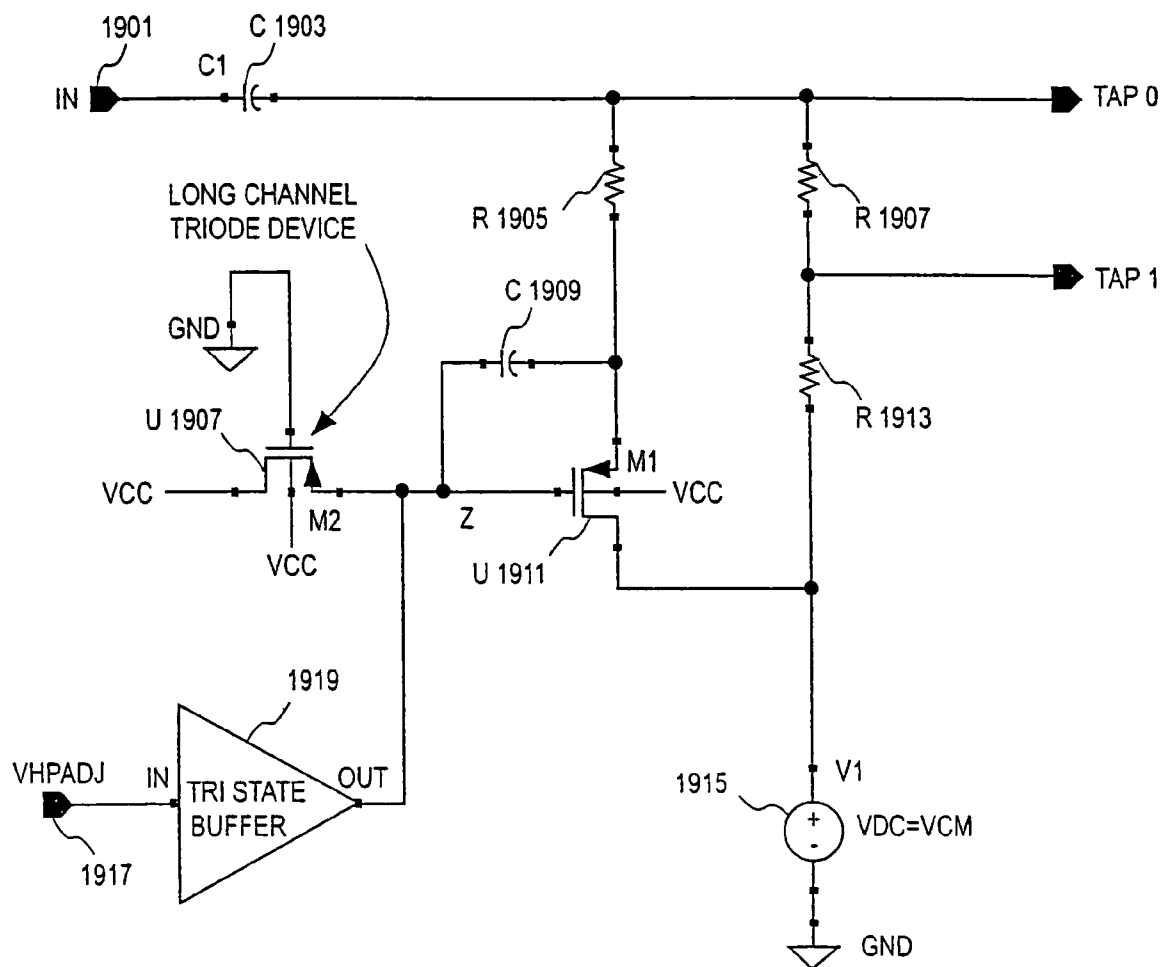 1901
C 1903
C1
IN
TAP 0
LONG CHANNEL
TRIODE DEVICE
R 1905
R 1907
TAP 1
C 1909
GND
R 1913
U 1907
M1
VCC
VCC
M2
Z
VCC
U 1911
1919
VHPADJ
IN
OUT
TRI STATE
BUFFER
1917
V1
1915
+
-
VDC=VCM
GND